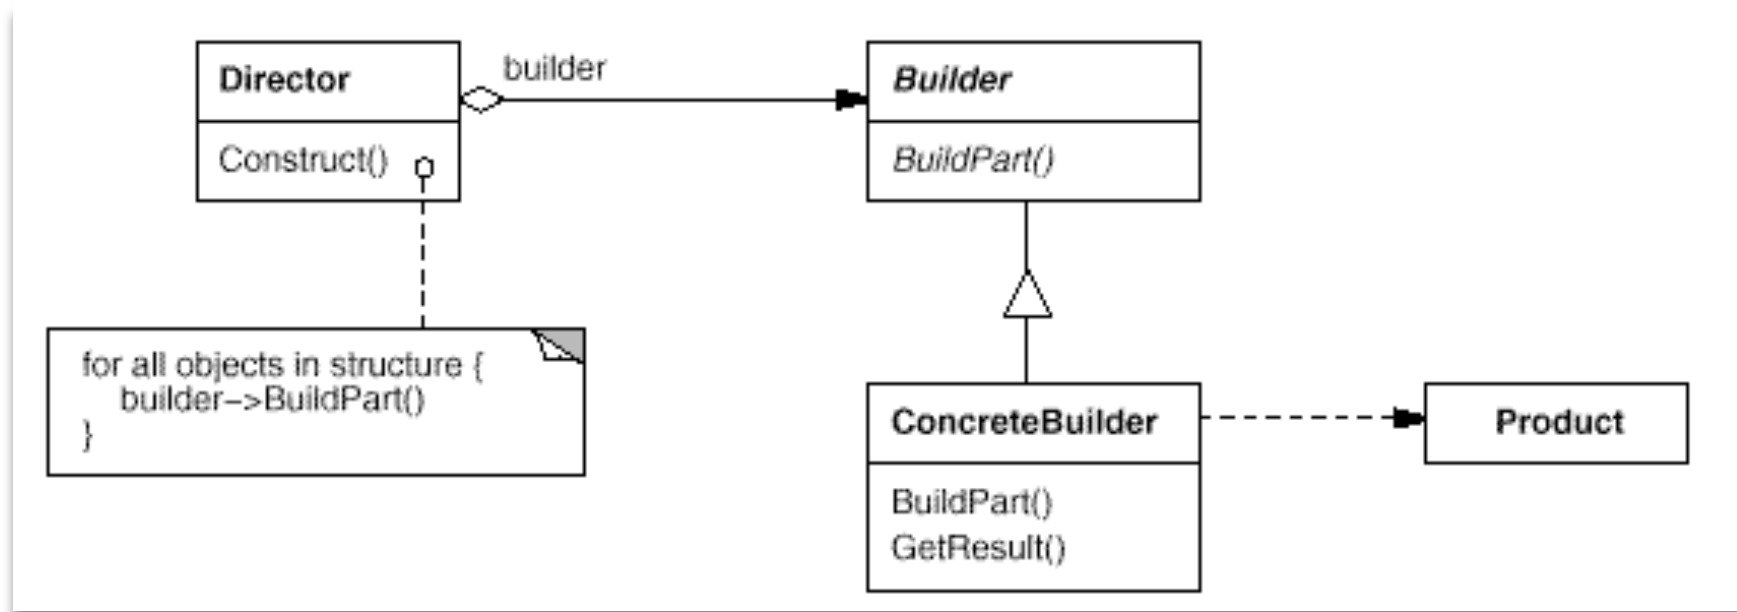 Director
Construct()
builder
Builder
BuildPart()
for all objects in structure {
builder->BuildPart()
}
ConcreteBuilder
BuildPart()
GetResult()
Product